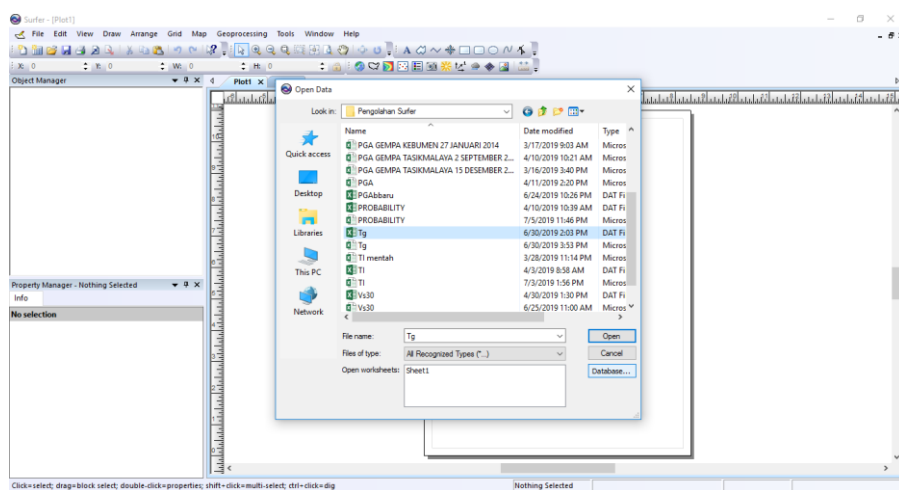 Surfer - [Plot1]
File Edit View Draw Arrange Grid Map Geoprocessing Tools Window Help
X: 0 Y: 0 W: 0 H: 0
Object Manager
Plot1
Open Data
Look in: Pengolahan Surfer
Name Date modified Type
PGA GEMPA KEBUMEN 27 JANUARI 2014 3/17/2019 9:03 AM Micros
PGA GEMPA TASIKMALAYA 2 SEPTEMBER 2... 4/10/2019 10:21 AM Micros
PGA GEMPA TASIKMALAYA 15 DESEMBER 2... 3/16/2019 3:40 PM Micros
PGA 4/11/2019 2:20 PM Micros
PGAbbaru 6/24/2019 10:26 PM DAT Fi
PROBABILITY 4/10/2019 10:39 AM DAT Fi
PROBABILITY 7/5/2019 11:46 PM Micros
Tg 6/30/2019 2:03 PM DAT Fi
Tg 6/30/2019 3:53 PM Micros
TI mentah 3/28/2019 11:14 PM Micros
TI 4/3/2019 8:58 AM DAT Fi
TI 7/3/2019 1:56 PM Micros
Vs30 4/30/2019 1:30 PM DAT Fi
Vs30 6/25/2019 11:00 AM Micros
Quick access
Desktop
Libraries
This PC
Network
File name: Tg Open
Files of type: All Recognized Types (*...) Cancel
Open worksheets: Sheet1 Database...
Property Manager - Nothing Selected
Info
No selection
Click=select; drag=block select; double-click=properties; shift+click=multi-select; ctrl+click=dig
Nothing Selected